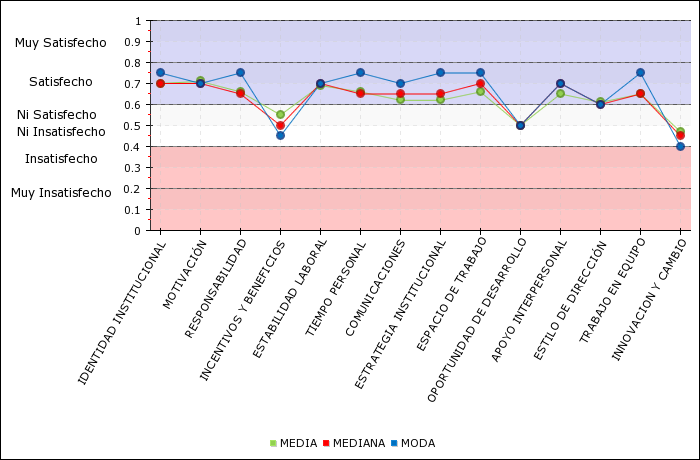 1
0.9
Muy Satisfecho
0.8
0.7
Satisfecho
0.6
Ni Satisfecho
0.5
Ni Insatisfecho
0.4
Insatisfecho
0.3
0.2
Muy Insatisfecho
0.1
0
IDENTIDAD INSTITUCIONAL
MOTIVACIÓN
RESPONSABILIDAD
INCENTIVOS Y BENEFICIOS
ESTABILIDAD LABORAL
TIEMPO PERSONAL
COMUNICACIONES
ESTRATEGIA INSTITUCIONAL
ESPACIO DE TRABAJO
OPORTUNIDAD DE DESARROLLO
APOYO INTERPERSONAL
ESTILO DE DIRECCIÓN
TRABAJO EN EQUIPO
INNOVACION Y CAMBIO
MEDIA MEDIANA MODA